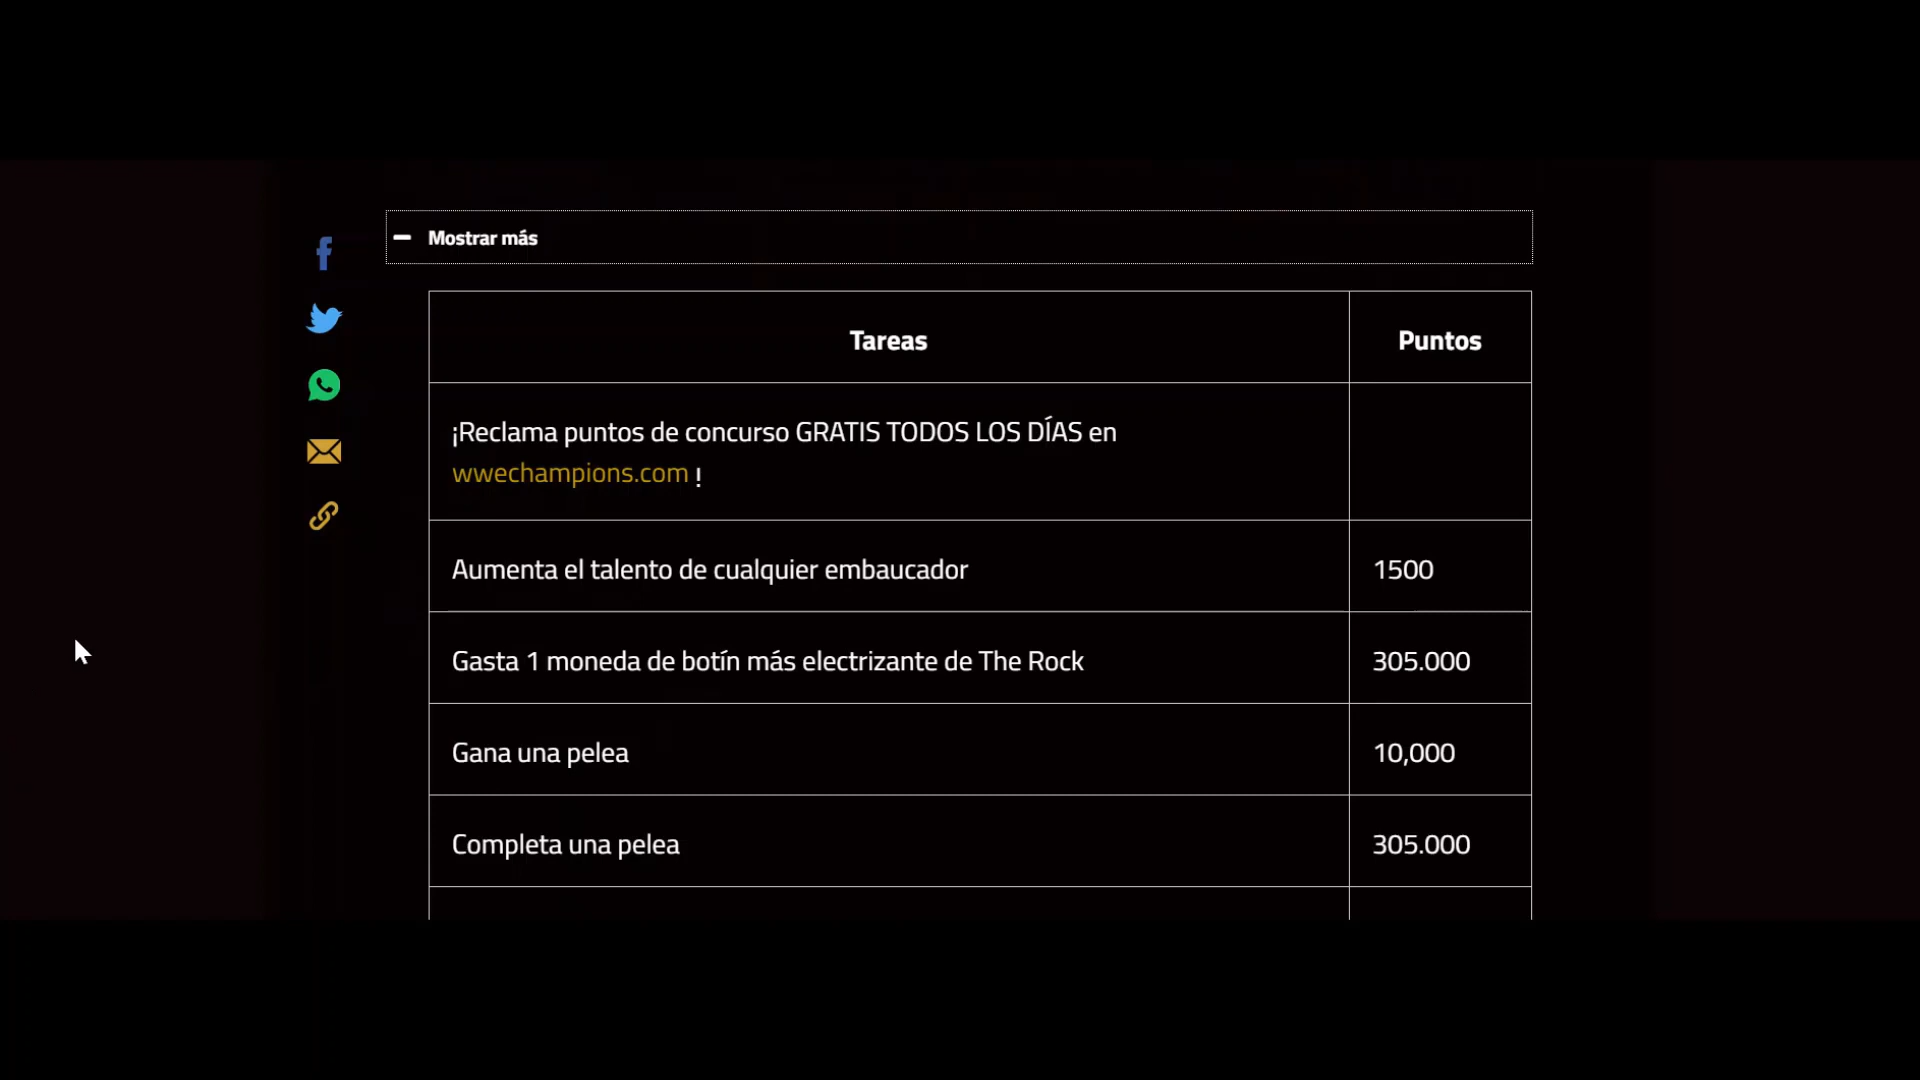 Mostrar más
Tareas Puntos
¡Reclama puntos de concurso GRATIS TODOS LOS DÍAS en
wwechampions.com !
Aumenta el talento de cualquier embaucador 1500
Gasta 1 moneda de botín más electrizante de The Rock 305.000
Gana una pelea 10,000
Completa una pelea 305.000